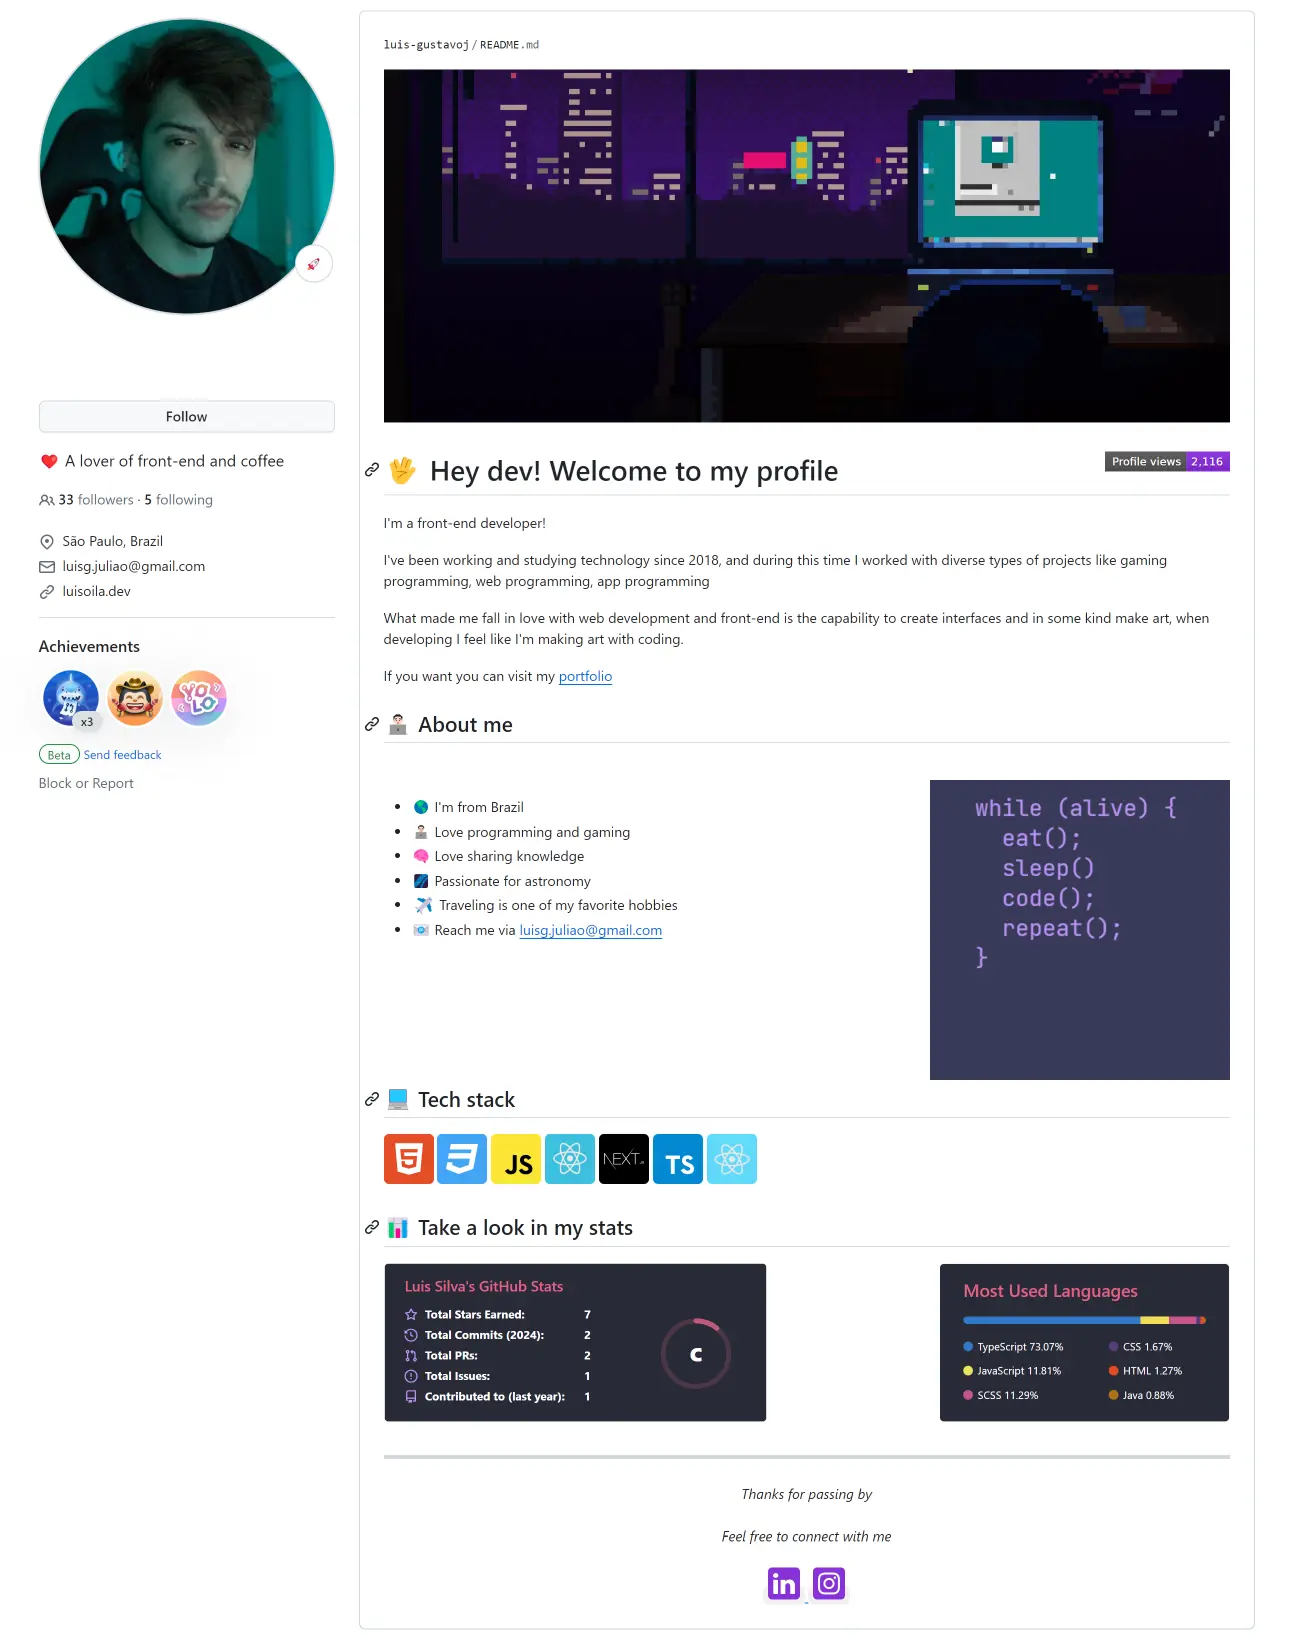 Follow
A lover of front-end and coffee
33 followers · 5 following
São Paulo, Brazil
luisg.juliao@gmail.com
luisoila.dev
Achievements
x3
YOLO
Beta Send feedback
Block or Report
luis-gustavoj/README.md
Hey dev! Welcome to my profile
Profile views 2,116
I'm a front-end developer!
I've been working and studying technology since 2018, and during this time I worked with diverse types of projects like gaming
programming, web programming, app programming
What made me fall in love with web development and front-end is the capability to create interfaces and in some kind make art, when
developing I feel like I'm making art with coding.
If you want you can visit my portfolio
About me
I'm from Brazil
Love programming and gaming
Love sharing knowledge
Passionate for astronomy
Traveling is one of my favorite hobbies
Reach me via luisg.juliao@gmail.com
while (alive) {
eat();
sleep()
code();
repeat();
}
Tech stack
5 3 JS NEXT.JS TS
Take a look in my stats
Luis Silva's GitHub Stats
Total Stars Earned: 7
Total Commits (2024): 2
Total PRs: 2
Total Issues: 1
Contributed to (last year): 1
C
Most Used Languages
TypeScript 73.07%
JavaScript 11.81%
SCSS 11.29%
CSS 1.67%
HTML 1.27%
Java 0.88%
Thanks for passing by
Feel free to connect with me
in